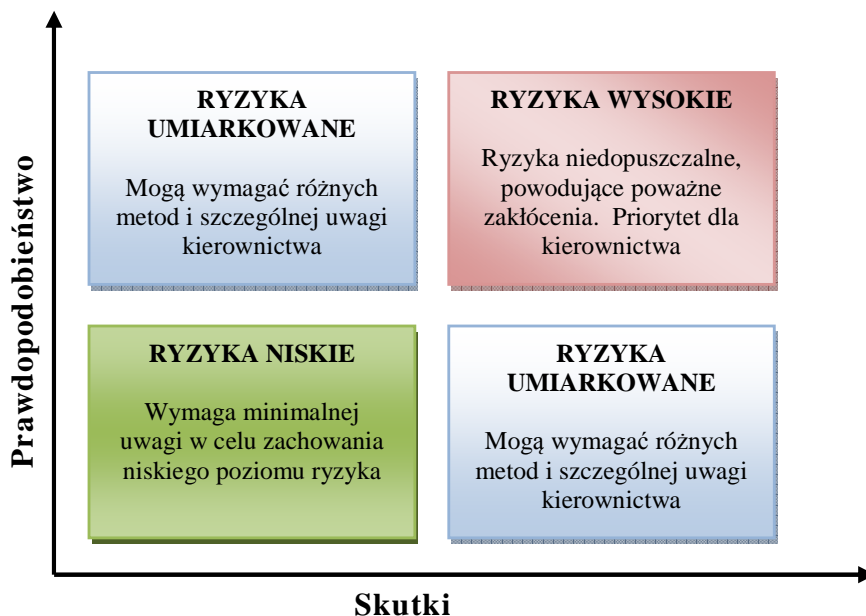 Prawdopodobieństwo
RYZYKA
UMIARKOWANE
Mogą wymagać różnych
metod i szczególnej uwagi
kierownictwa
RYZYKA WYSOKIE
Ryzyka niedopuszczalne,
powodujące poważne
zakłócenia. Priorytet dla
kierownictwa
RYZYKA NISKIE
Wymaga minimalnej
uwagi w celu zachowania
niskiego poziomu ryzyka
RYZYKA
UMIARKOWANE
Mogą wymagać różnych
metod i szczególnej uwagi
kierownictwa
Skutki